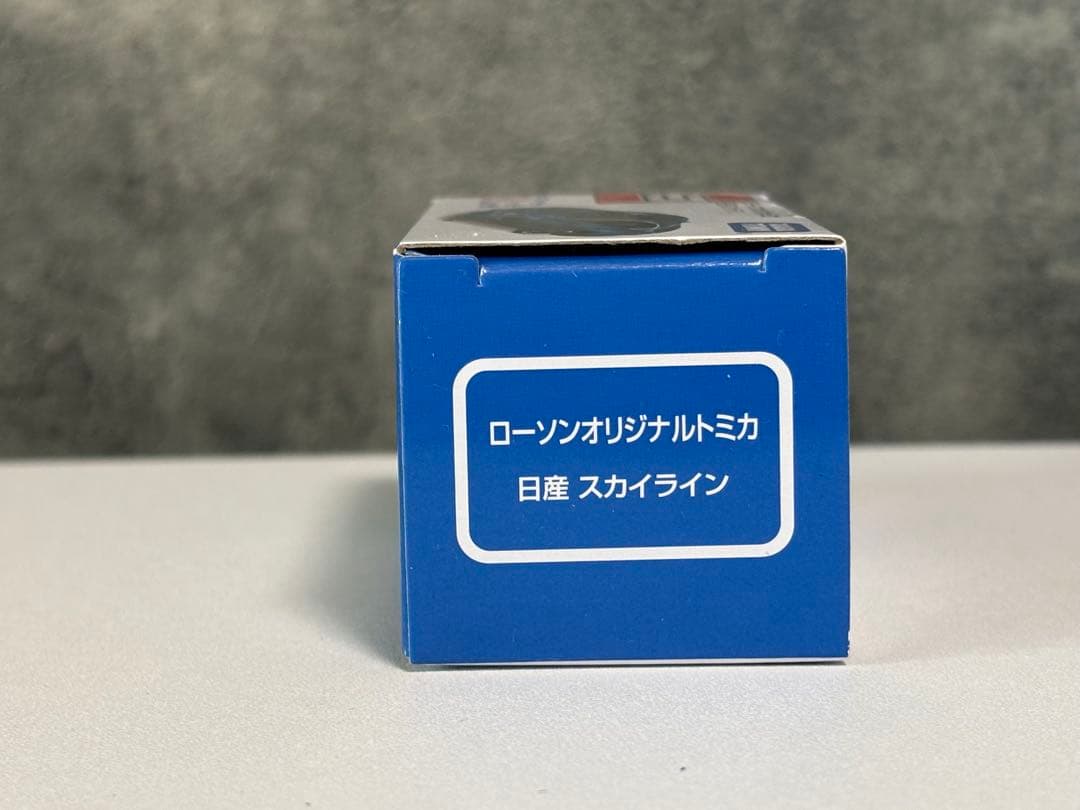 ローソンオリジナルトミカ
日産 スカイライン